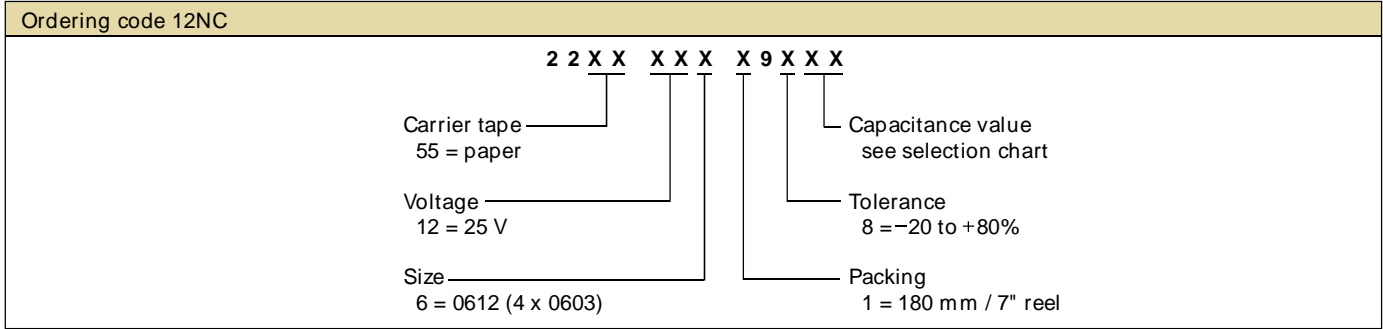 Ordering code 12NC
2 2 X X X X X X 9 X X X
Carrier tape
55 = paper
Capacitance value
see selection chart
Voltage
12 = 25 V
Tolerance
8 =−20 to +80%
Size
6 = 0612 (4 x 0603)
Packing
1 = 180 mm / 7" reel